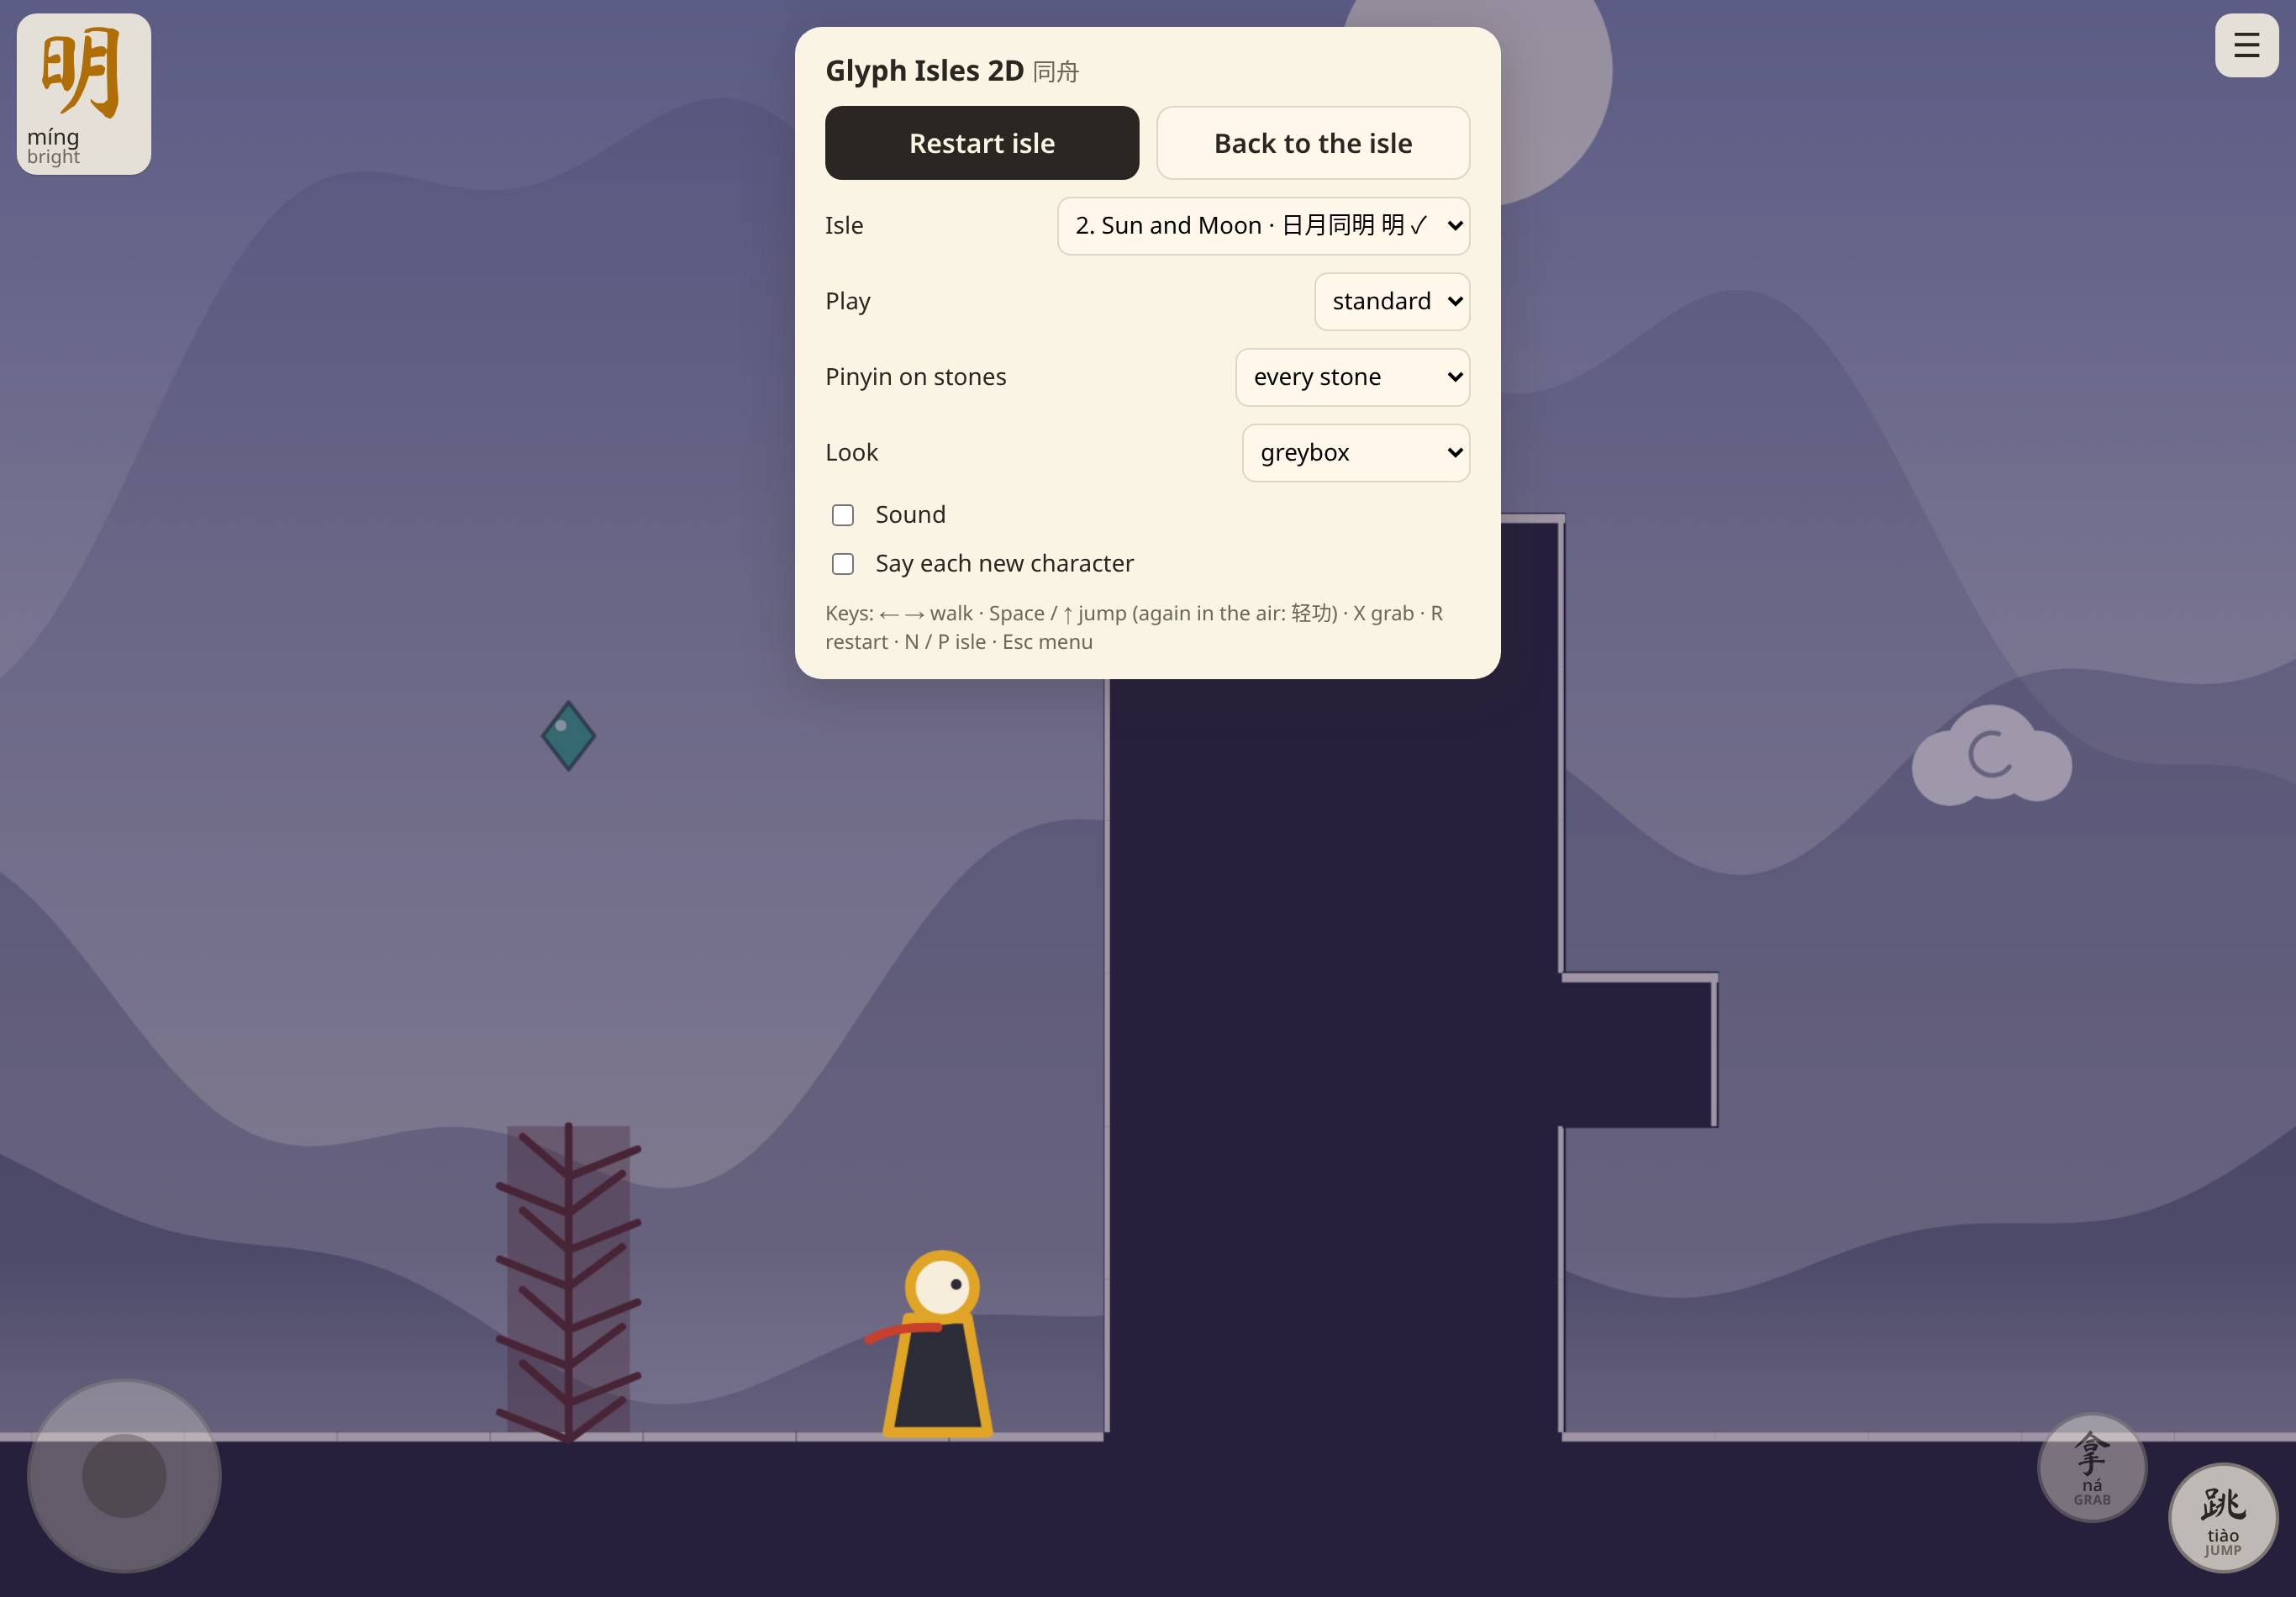 明
míng
bright
☰
Glyph Isles 2D 同舟
Restart isle
Back to the isle
Isle
2. Sun and Moon · 日月同明 明 ✓
Play
standard
Pinyin on stones
every stone
Look
greybox
Sound
Say each new character
Keys: ←→ walk · Space / ↑ jump (again in the air: 轻功) · X grab · R
restart · N / P isle · Esc menu
拿
ná
GRAB
跳
tiào
JUMP